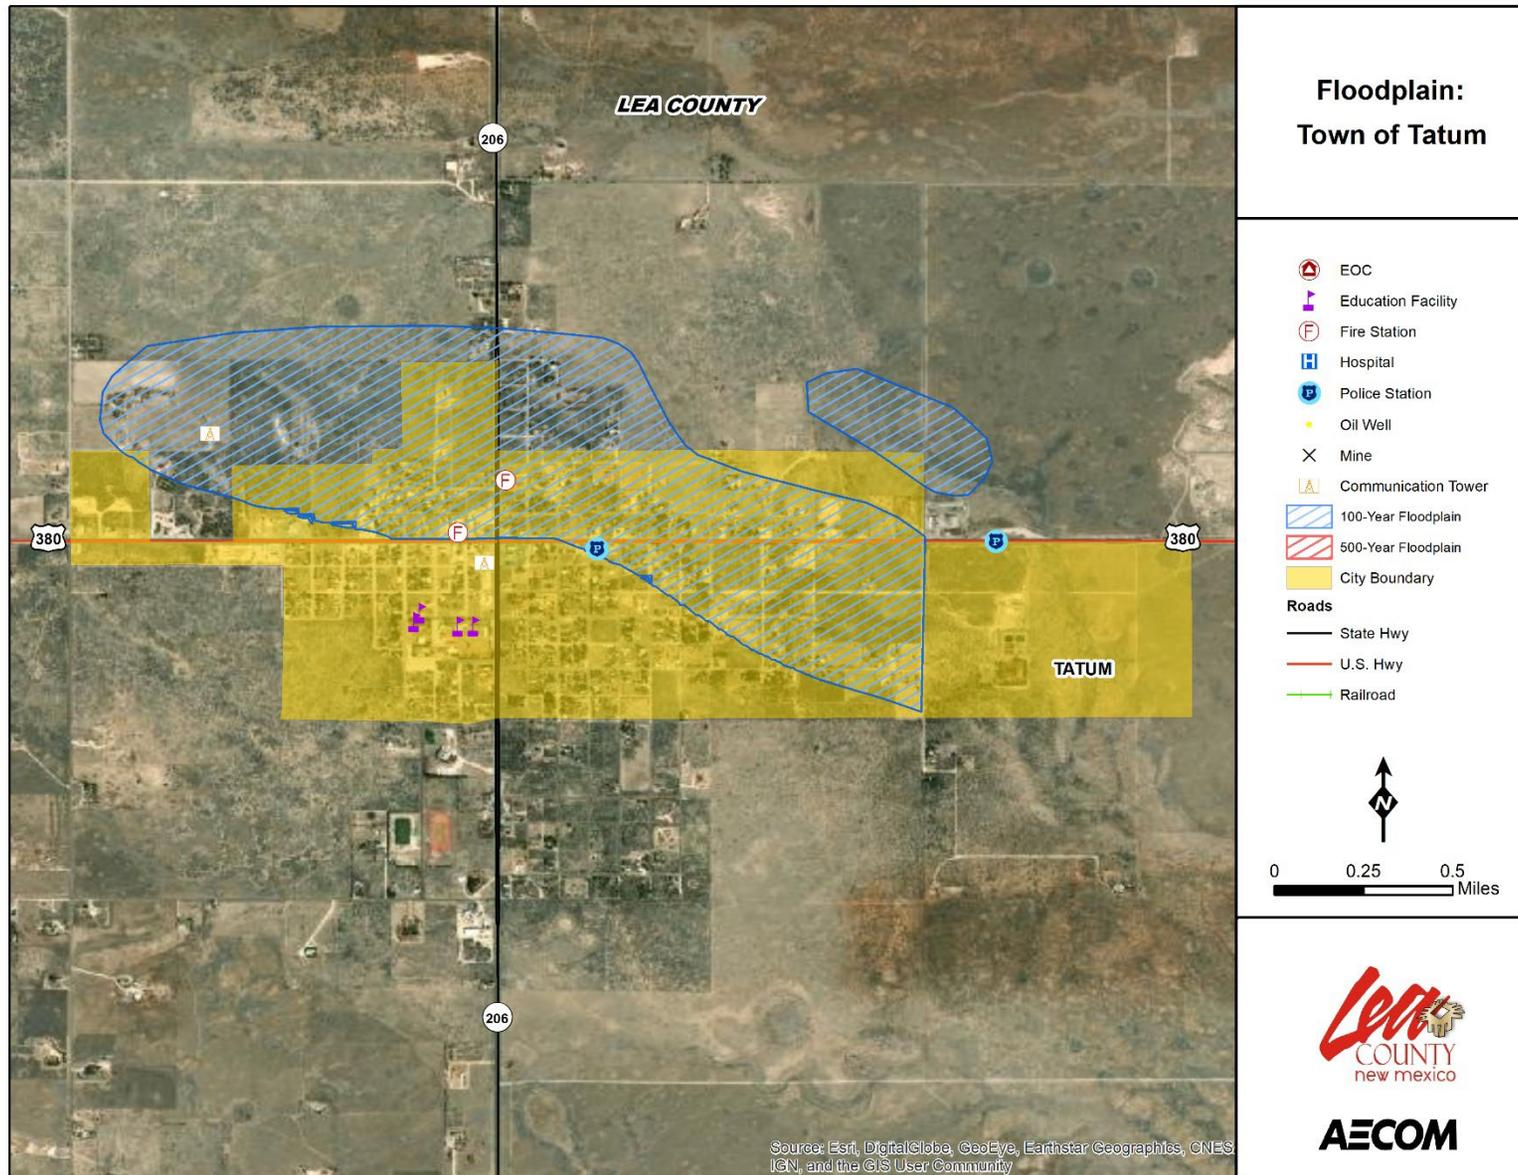 LEA COUNTY
206
380
F
F
P
P
380
TATUM
206
Source: Esri, DigitalGlobe, GeoEye, Earthstar Geographics, CNES
IGN, and the GIS User Community
Floodplain:
Town of Tatum
EOC
Education Facility
F Fire Station
H Hospital
P Police Station
Oil Well
Mine
Communication Tower
100-Year Floodplain
500-Year Floodplain
City Boundary
Roads
State Hwy
U.S. Hwy
Railroad
N
0 0.25 0.5
Miles
Lea
COUNTY
new mexico
AECOM